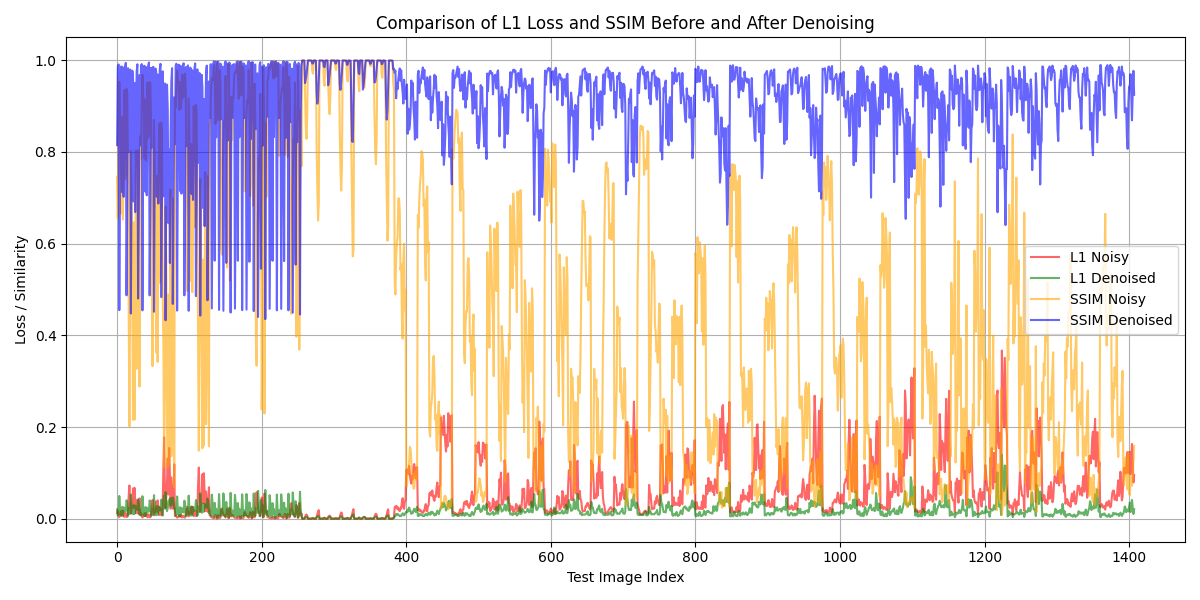 Comparison of L1 Loss and SSIM Before and After Denoising
Loss / Similarity
1.0
0.8
0.6
0.4
0.2
0.0
L1 Noisy
L1 Denoised
SSIM Noisy
SSIM Denoised
0
200
400
600
800
1000
1200
1400
Test Image Index